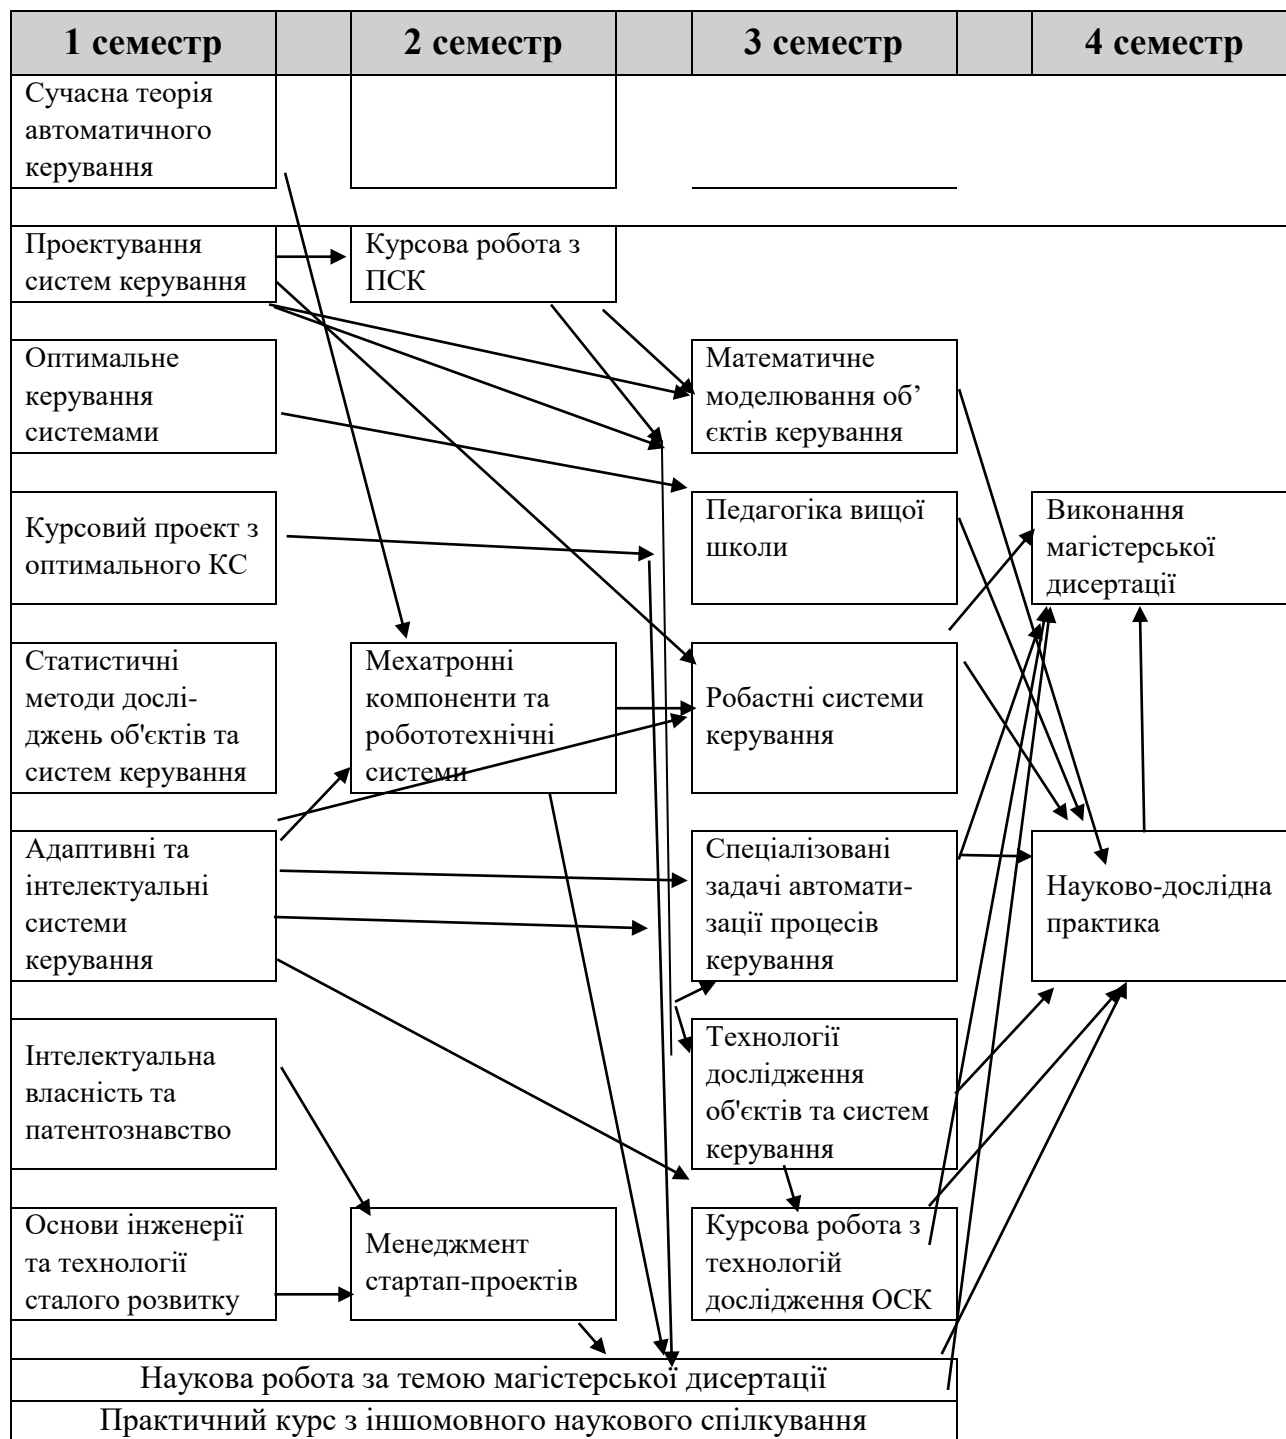 1 семестр
2 семестр
3 семестр
4 семестр
Сучасна теорія
автоматичного
керування
Проектування
систем керування
Курсова робота з
ПСК
Оптимальне
керування
системами
Математичне
моделювання об’
єктів керування
Курсовий проект з
оптимального КС
Педагогіка вищої
школи
Виконання
магістерської
дисертації
Статистичні
методи дослі-
джень об'єктів та
систем керування
Мехатронні
компоненти та
робототехнічні
системи
Робастні системи
керування
Адаптивні та
інтелектуальні
системи
керування
Спеціалізовані
задачі автомати-
зації процесів
керування
Науково-дослідна
практика
Інтелектуальна
власність та
патентознавство
Технології
дослідження
об'єктів та систем
керування
Основи інженерії
та технології
сталого розвитку
Менеджмент
стартап-проектів
Курсова робота з
технологій
дослідження ОСК
Наукова робота за темою магістерської дисертації
Практичний курс з іншомовного наукового спілкування